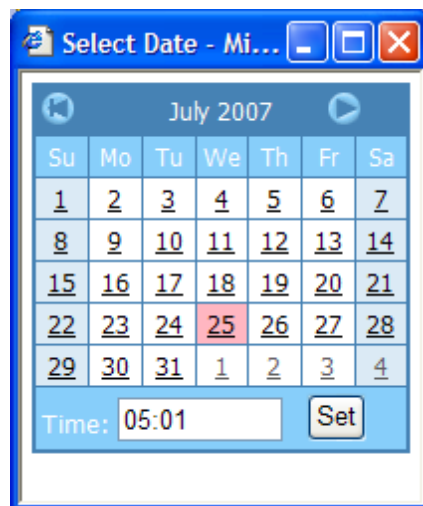 Select Date - Mi...
July 2007
Su Mo Tu We Th Fr Sa
1 2 3 4 5 6 7
8 9 10 11 12 13 14
15 16 17 18 19 20 21
22 23 24 25 26 27 28
29 30 31 1 2 3 4
Time: 05:01 Set